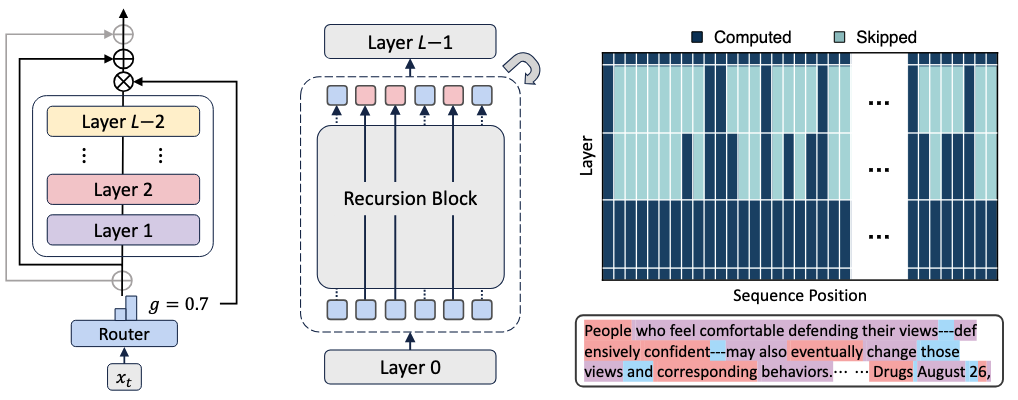 Layer L−2
Layer 2
Layer 1
g = 0.7
Router
xt
Layer L−1
Recursion Block
Layer 0
Computed
Skipped
Layer
...
...
...
Sequence Position
People who feel comfortable defending their views---def
ensively confident---may also eventually change those
views and corresponding behaviors.⋯ ⋯ Drugs August 26,